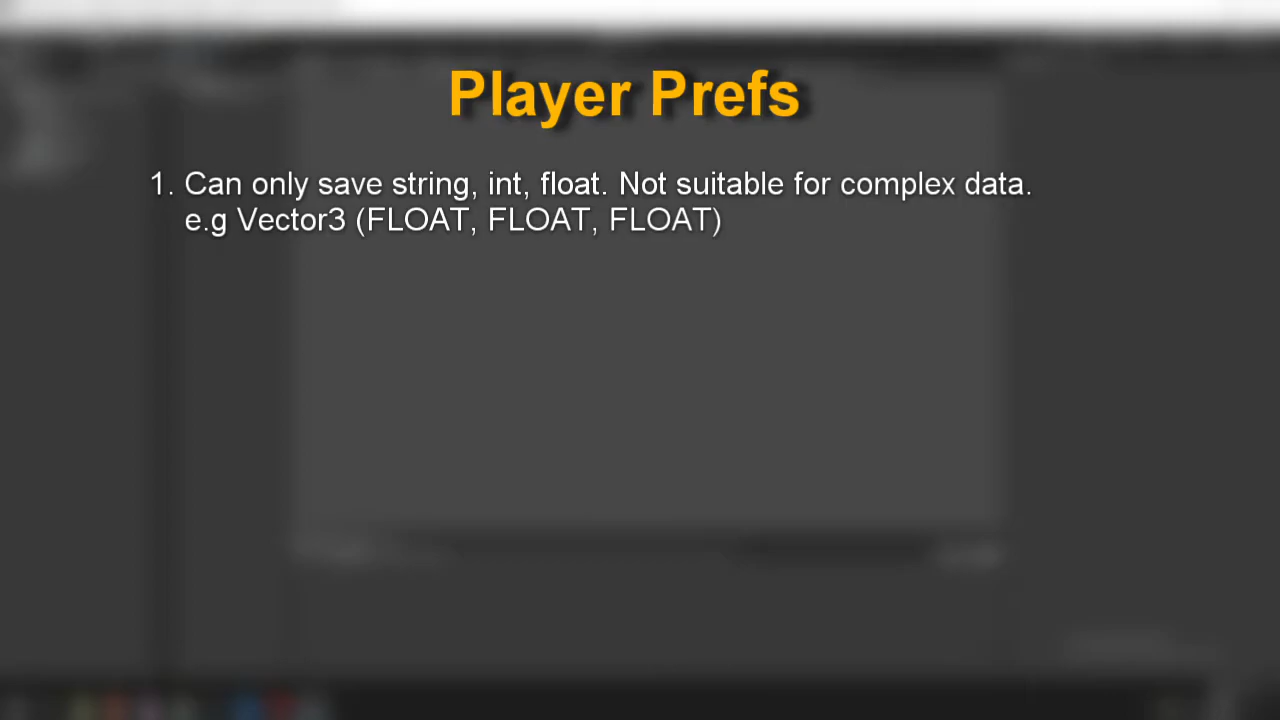 Player Prefs
1. Can only save string, int, float. Not suitable for complex data.
e.g Vector3 (FLOAT, FLOAT, FLOAT)